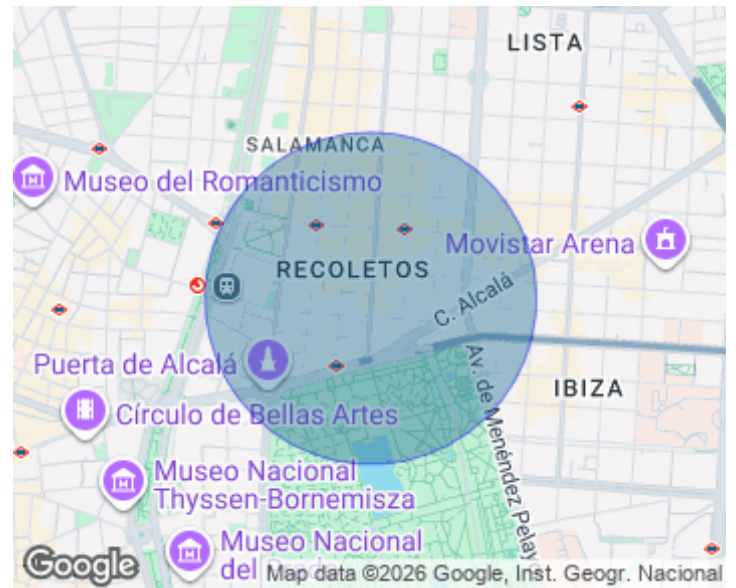 LISTA
SALAMANCA
Museo del Romanticismo
Movistar Arena
RECOLETOS
C. Alcalá
Puerta de Alcalá
Av. de Menéndez Pelay
IBIZA
Círculo de Bellas Artes
Museo Nacional
Thyssen-Bornemisza
Museo Nacional
del
Google
Map data ©2026 Google, Inst. Geogr. Nacional